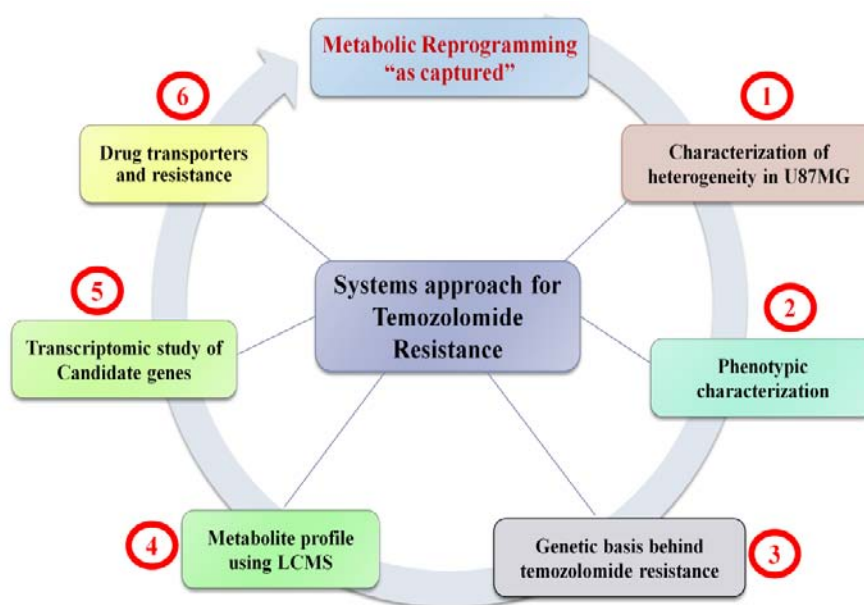 Metabolic Reprogramming
“as captured”
1
Characterization of
heterogeneity in U87MG
2
Phenotypic
characterization
3
Genetic basis behind
temozolomide resistance
4
Metabolite profile
using LCMS
5
Transcriptomic study of
Candidate genes
6
Drug transporters
and resistance
Systems approach for
Temozolomide
Resistance